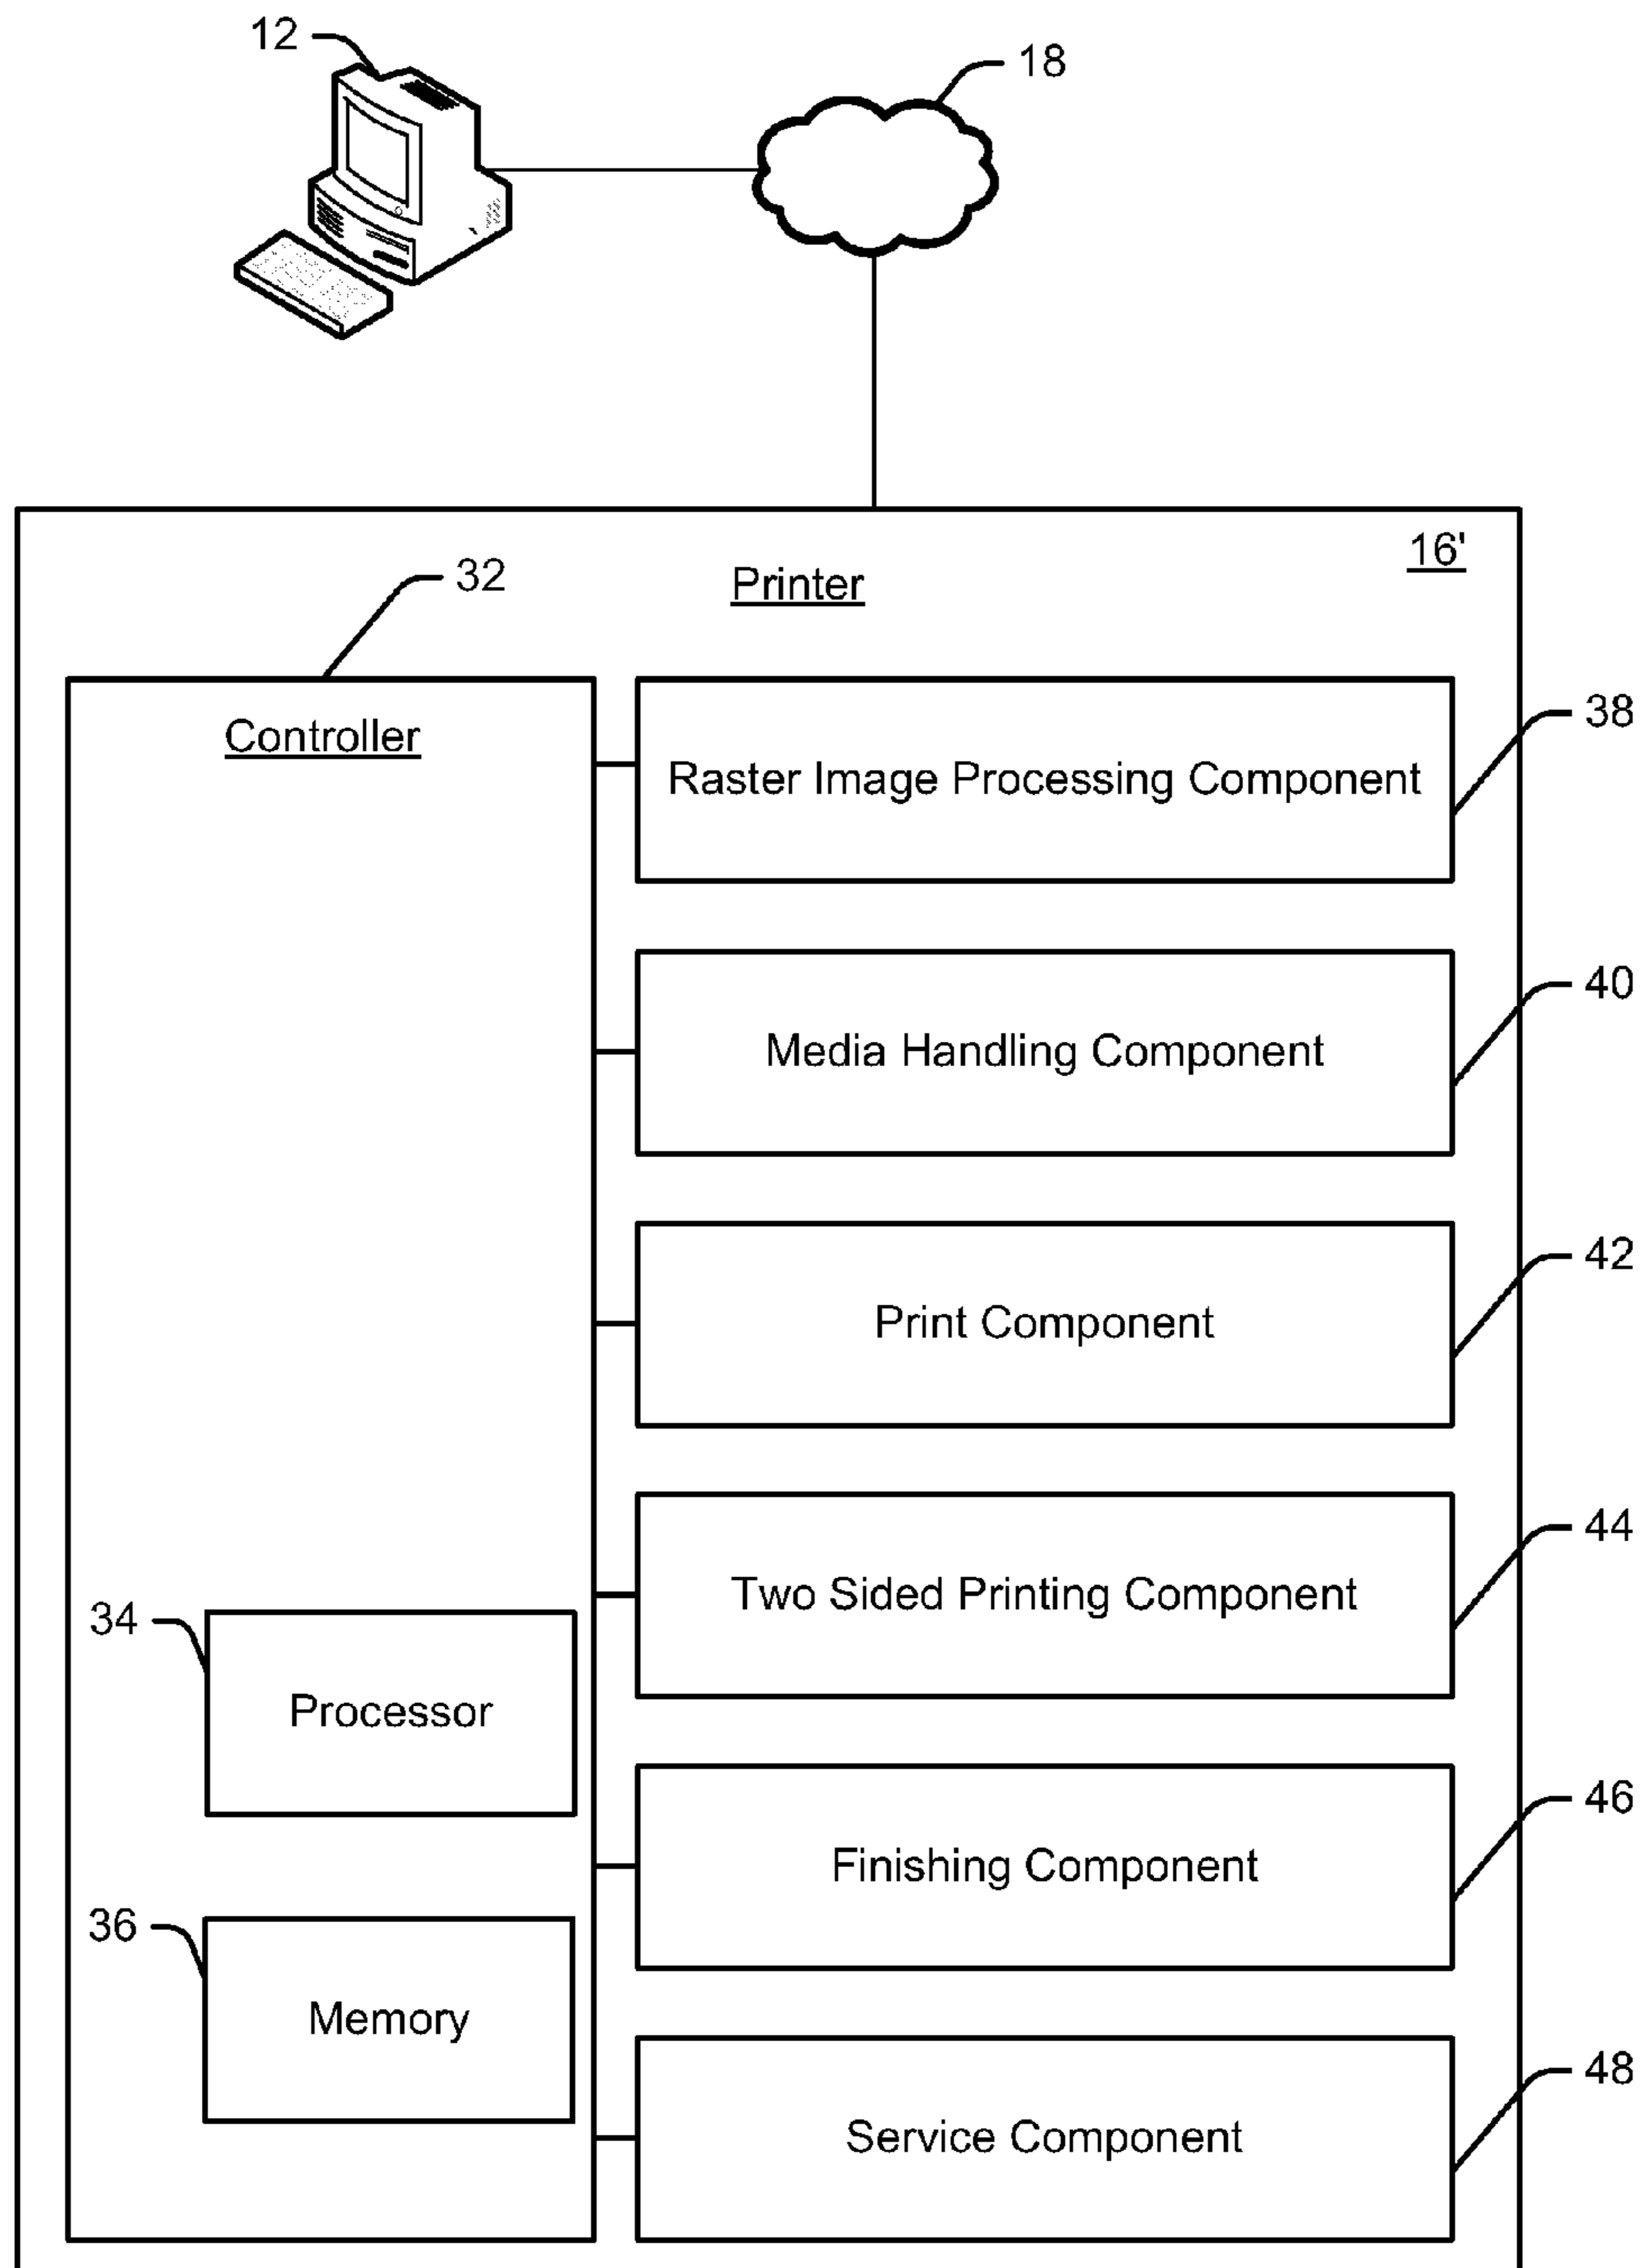 12
18
16'
Printer
32
Controller
Raster Image Processing Component
38
Media Handling Component
40
Print Component
42
Two Sided Printing Component
44
34
Processor
Finishing Component
46
36
Memory
Service Component
48